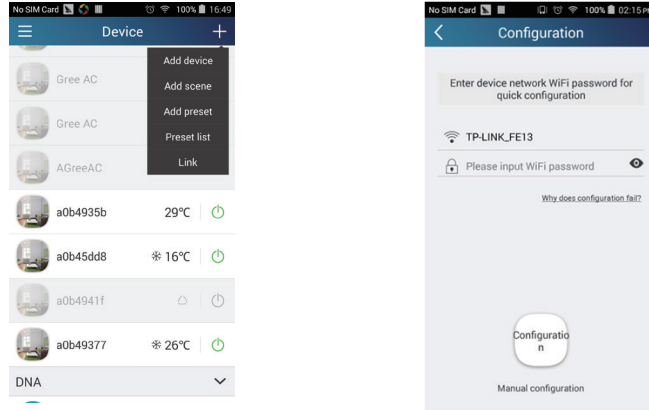 No SIM Card 100% 16:49
Device
Add device
Gree AC
Add scene
Add preset
Gree AC
Preset list
Link
AGreeAC
a0b4935b 29℃
a0b45dd8 16℃
a0b4941f
a0b49377 26℃
DNA
No SIM Card 100% 02:15 PM
Configuration
Enter device network WiFi password for
quick configuration
TP-LINK_FE13
Please input WiFi password
Why does configuration fail?
Configuratio
n
Manual configuration